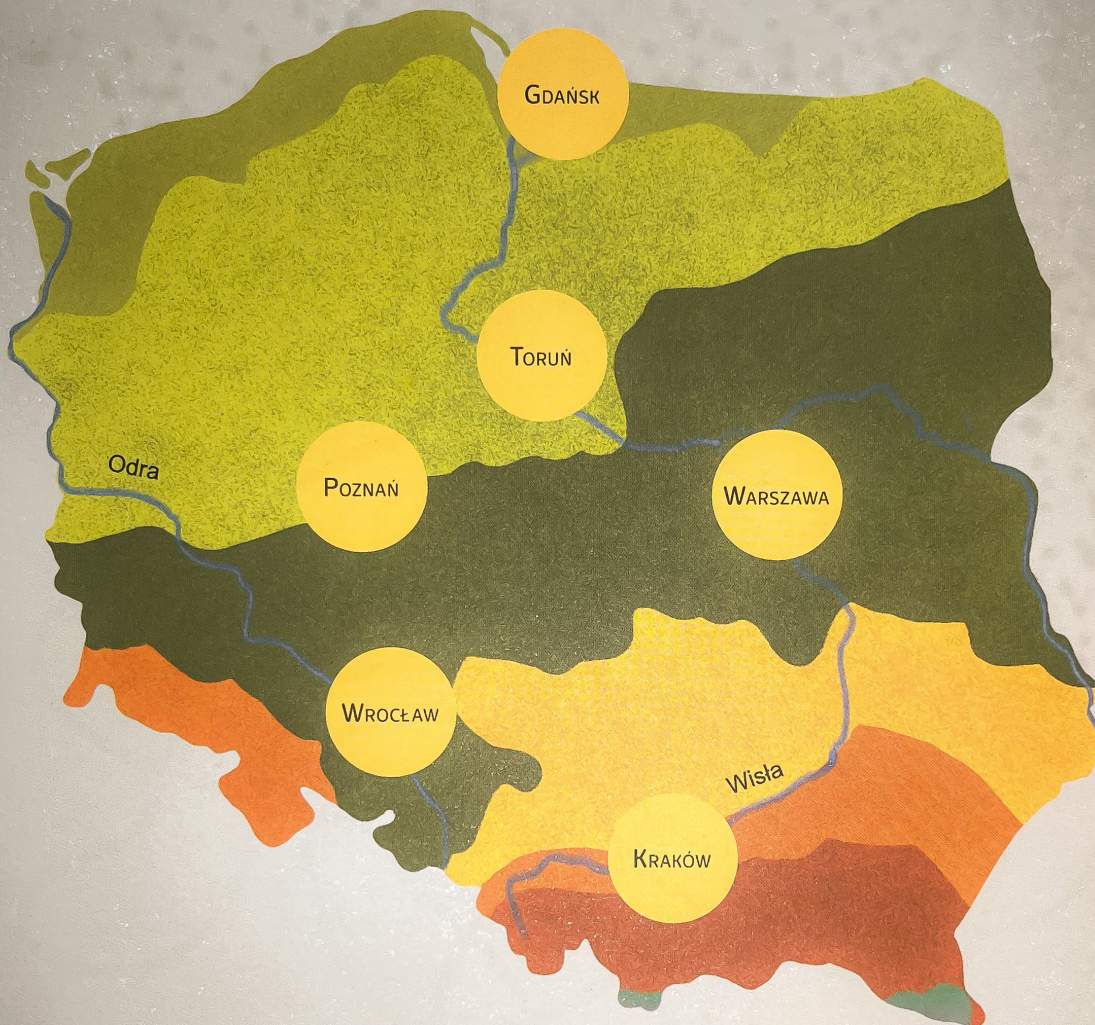 Gdańsk
Toruń
Odra
Poznań
Warszawa
Wrocław
Wisła
Kraków